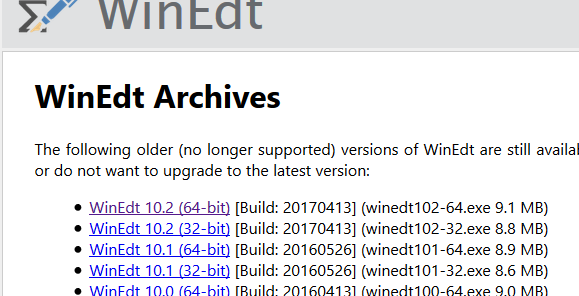 WinEdt
WinEdt Archives
The following older (no longer supported) versions of WinEdt are still
or do not want to upgrade to the latest version:
• WinEdt 10.2 (64-bit) [Build: 20170413] (winedt102-64.exe 9.1 MB)
• WinEdt 10.2 (32-bit) [Build: 20170413] (winedt102-32.exe 8.8 MB)
• WinEdt 10.1 (64-bit) [Build: 20160526] (winedt101-64.exe 8.9 MB)
• WinEdt 10.1 (32-bit) [Build: 20160526] (winedt101-32.exe 8.6 MB)
• WinEdt 10.0 (64-bit) [Build: 20160413] (winedt100-64.exe 9.0 MB)